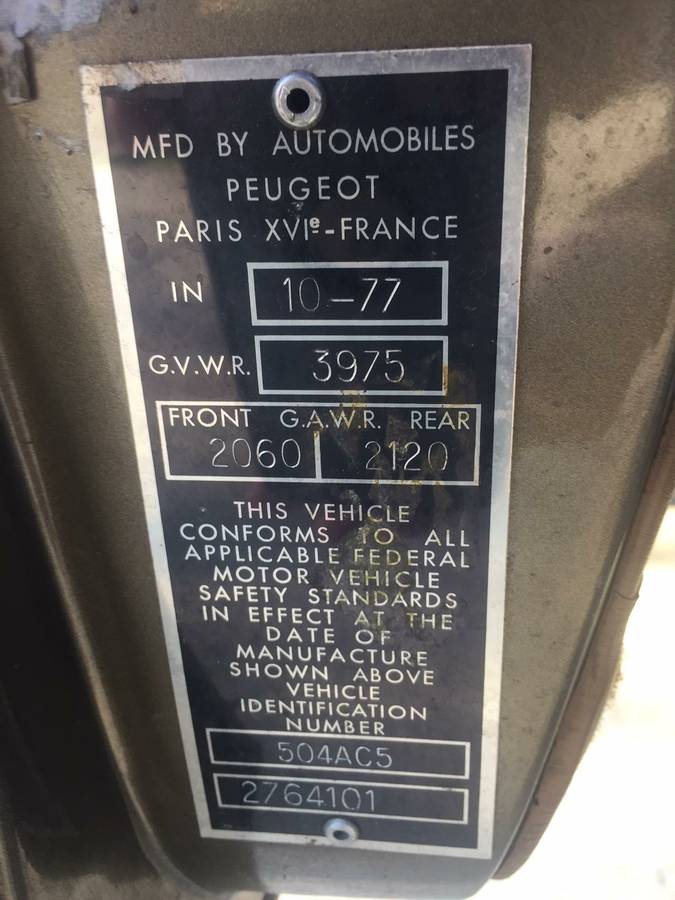 MFD BY AUTOMOBILES
PEUGEOT
PARIS XVIe-FRANCE
IN 10-77
G.V.W.R. 3975
FRONT G.A.W.R. REAR
2060 2120
THIS VEHICLE
CONFORMS TO ALL
APPLICABLE FEDERAL
MOTOR VEHICLE
SAFETY STANDARDS
IN EFFECT AT THE
DATE OF
MANUFACTURE
SHOWN ABOVE
VEHICLE
IDENTIFICATION
NUMBER
504AC5
2764101